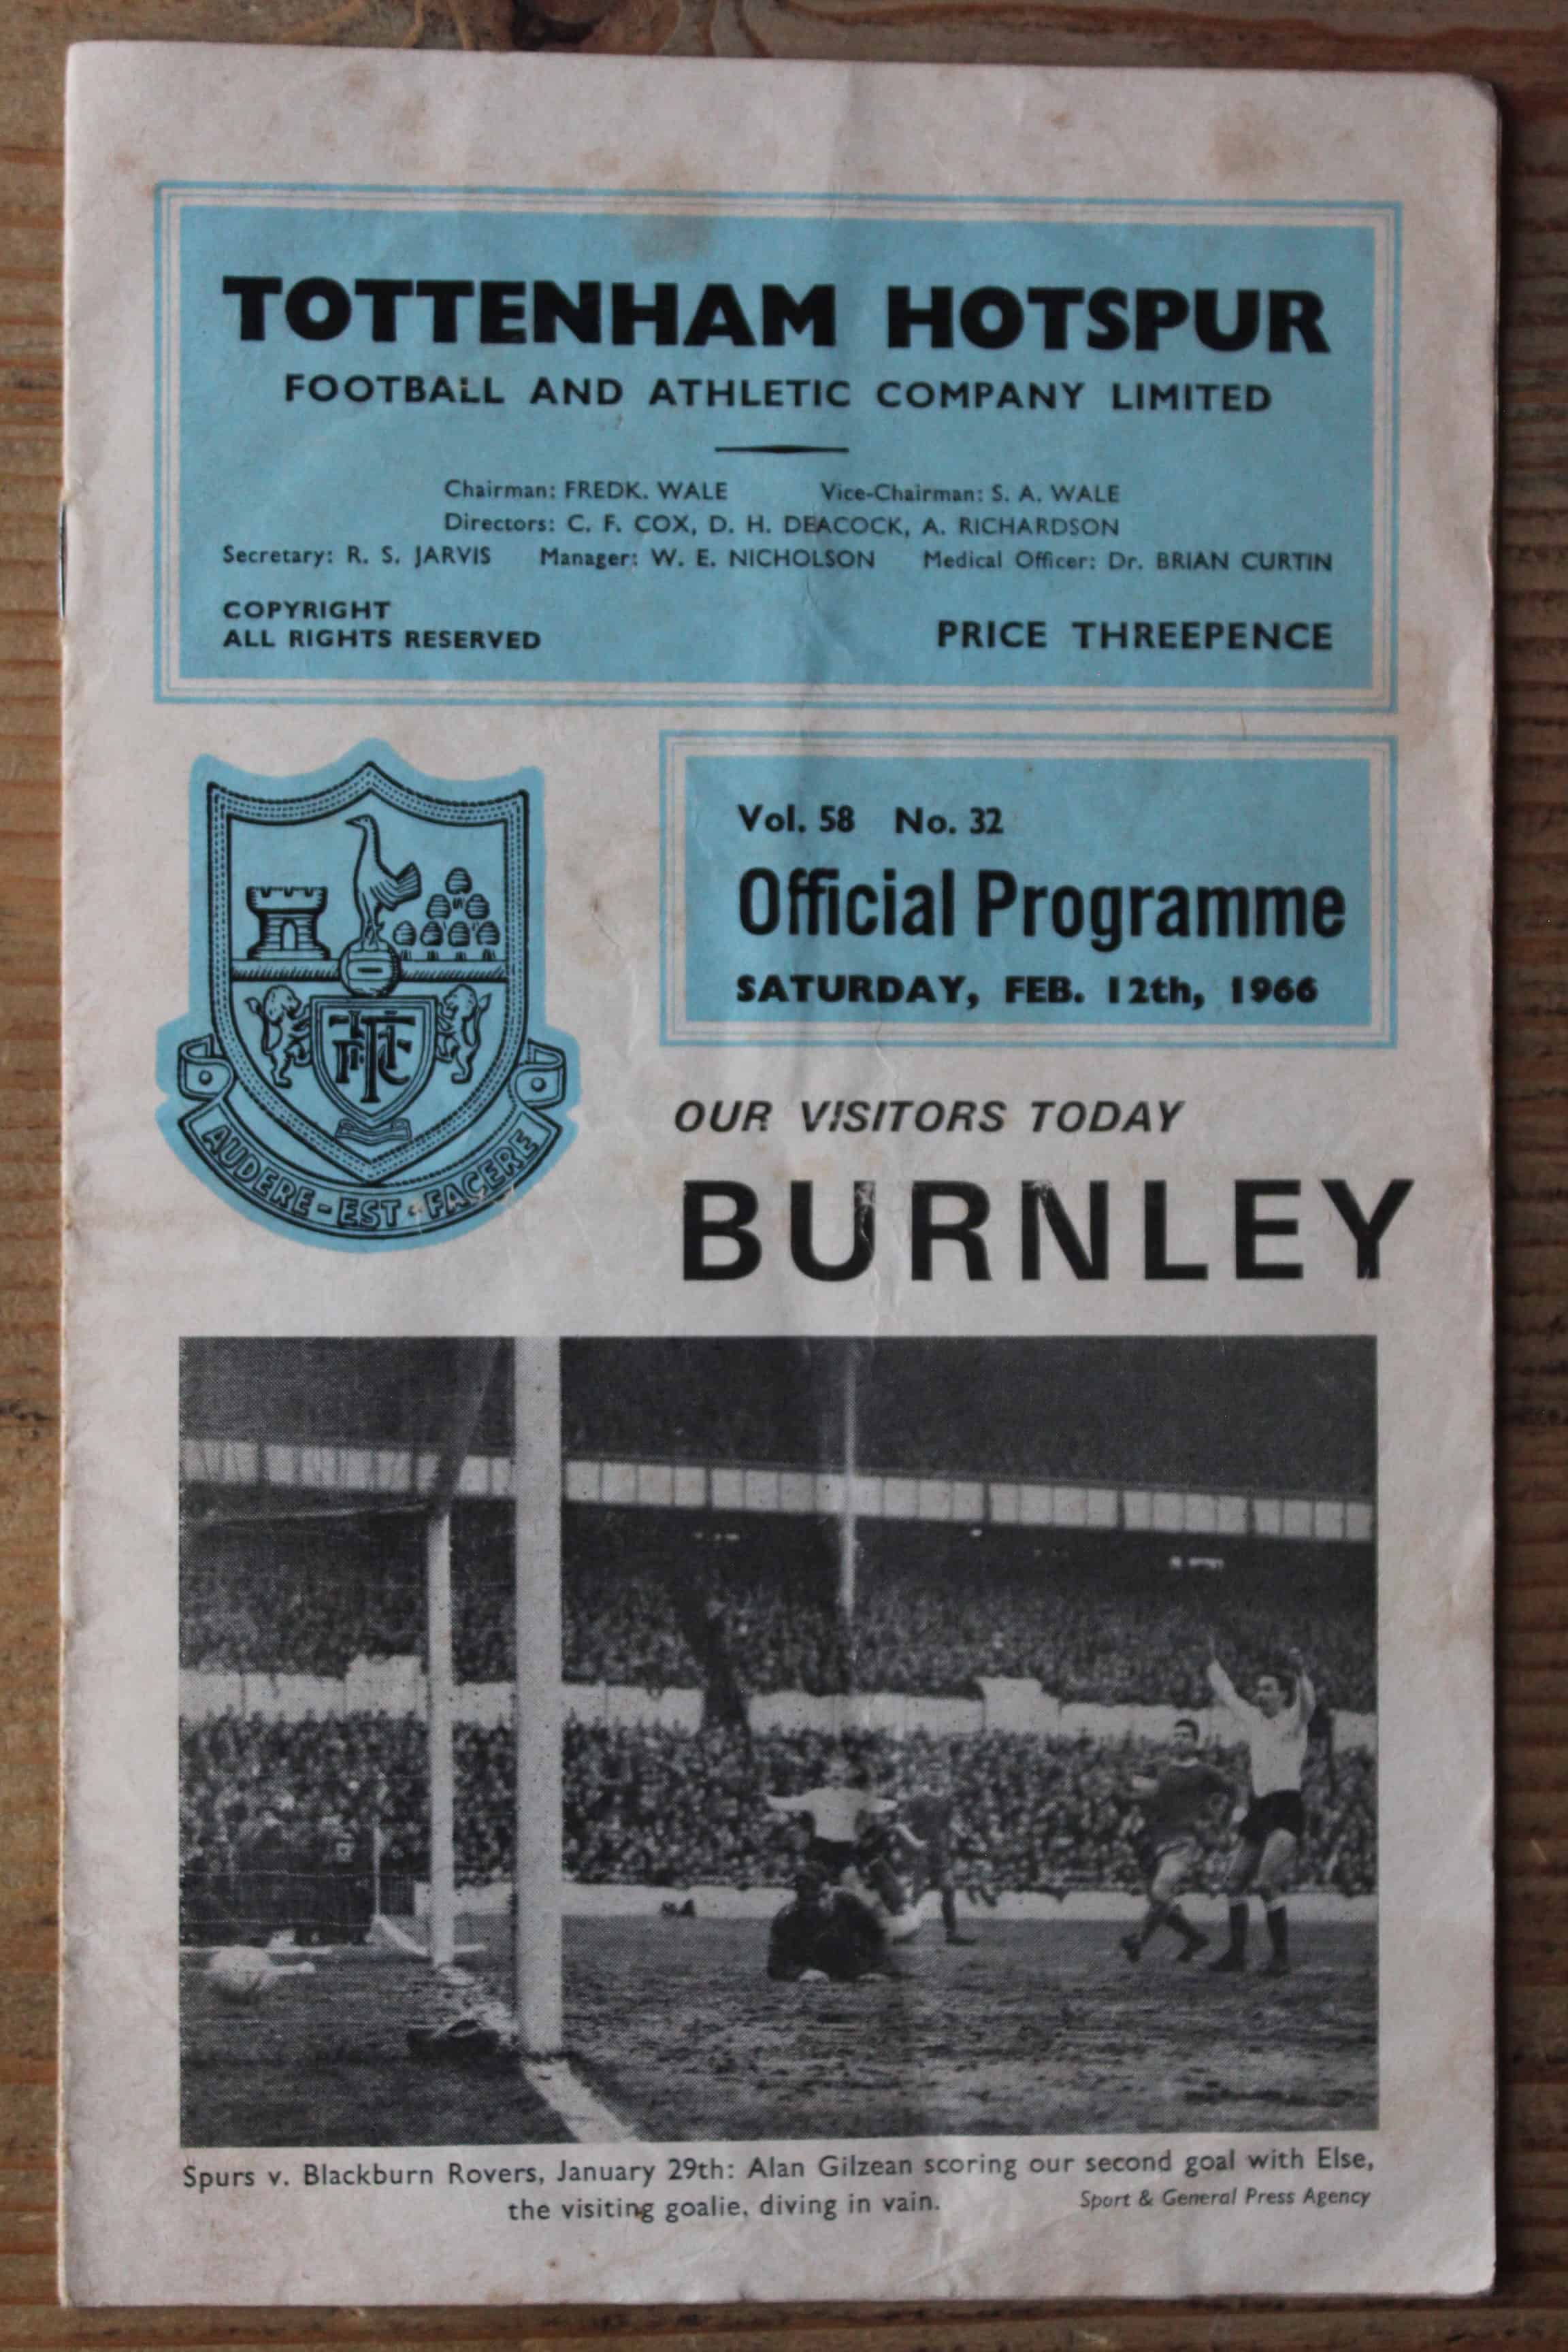 TOTTENHAM HOTSPUR
FOOTBALL AND ATHLETIC COMPANY LIMITED
Chairman: FREDK. WALE Vice-Chairman: S. A. WALE
Directors: C. F. COX, D. H. DEACOCK, A. RICHARDSON
Secretary: R. S. JARVIS Manager: W. E. NICHOLSON Medical Officer: Dr. BRIAN CURTIN
COPYRIGHT
ALL RIGHTS RESERVED
PRICE THREEPENCE
Vol. 58 No. 32
Official Programme
SATURDAY, FEB. 12th, 1966
AUDERE-EST-FACERE
OUR VISITORS TODAY
BURNLEY
Spurs v. Blackburn Rovers, January 29th: Alan Gilzean scoring our second goal with Else,
the visiting goalie, diving in vain.
Sport & General Press Agency